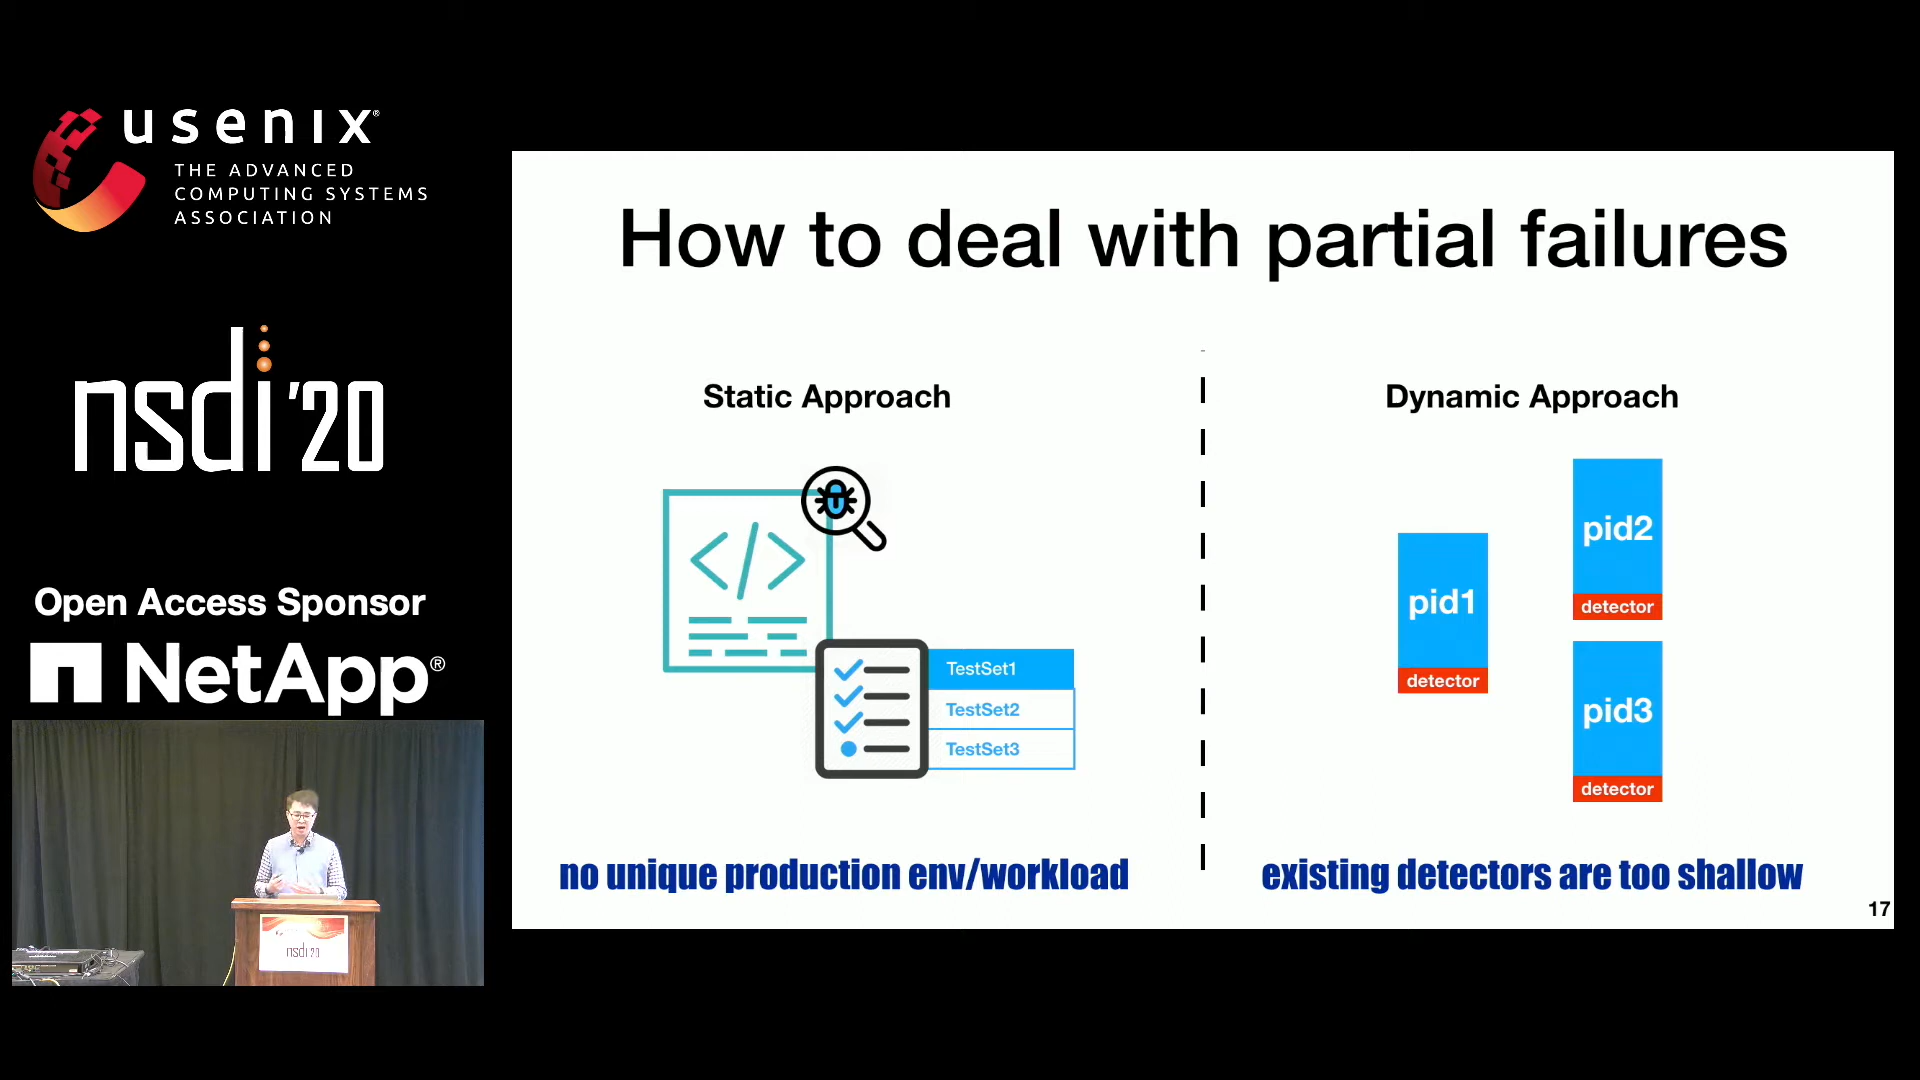 usenix®
THE ADVANCED
COMPUTING SYSTEMS
ASSOCIATION
nsdi '20
Open Access Sponsor
NetApp®
nsdi 20
How to deal with partial failures
Static Approach
</>
TestSet1
TestSet2
TestSet3
no unique production env/workload
Dynamic Approach
pid1
detector
pid2
detector
pid3
detector
existing detectors are too shallow
17